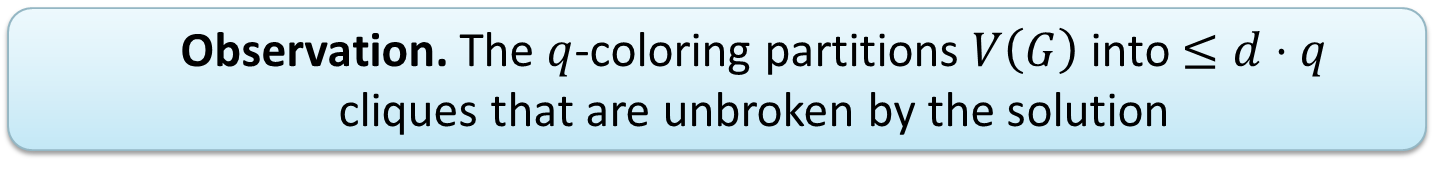 Observation. The q-coloring partitions V(G) into ≤ d · q
cliques that are unbroken by the solution